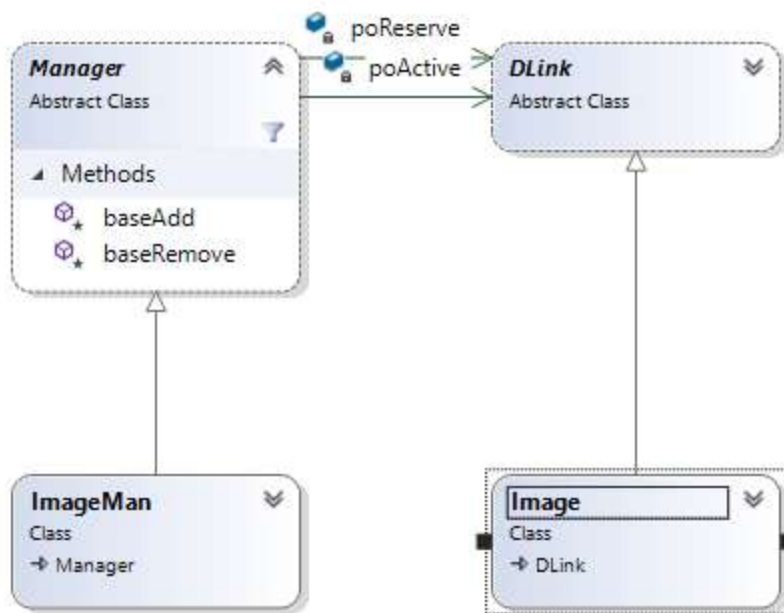 poReserve
poActive
Manager
Abstract Class
Methods
baseAdd
baseRemove
DLink
Abstract Class
ImageMan
Class
Manager
Image
Class
DLink